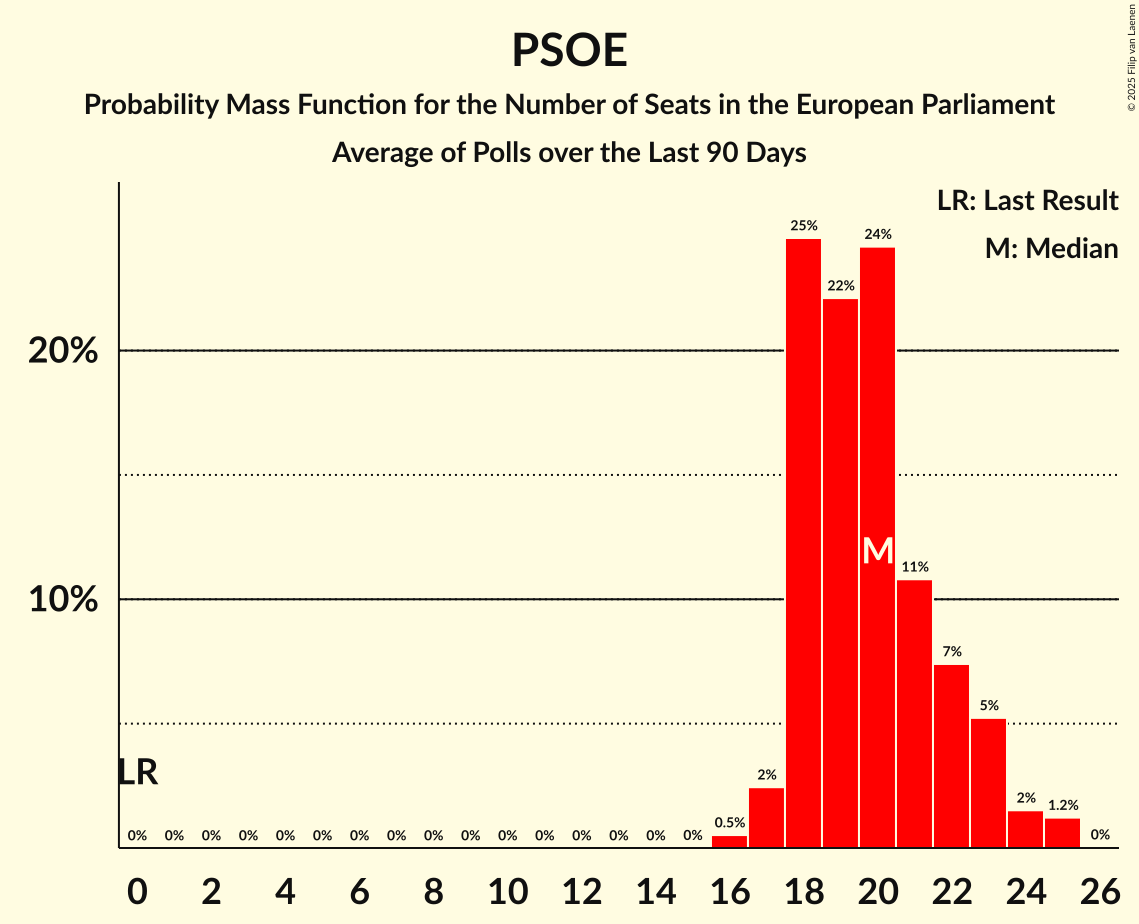 PSOE
Probability Mass Function for the Number of Seats in the European Parliament
Average of Polls over the Last 90 Days
© 2025 Filip van Laenen
LR: Last Result
M: Median
25%
24%
22%
20%
M
11%
10%
7%
5%
LR
2%
2%
1.2%
0.5%
0% 0% 0% 0% 0% 0% 0% 0% 0% 0% 0% 0% 0% 0% 0% 0% 0%
0 2 4 6 8 10 12 14 16 18 20 22 24 26